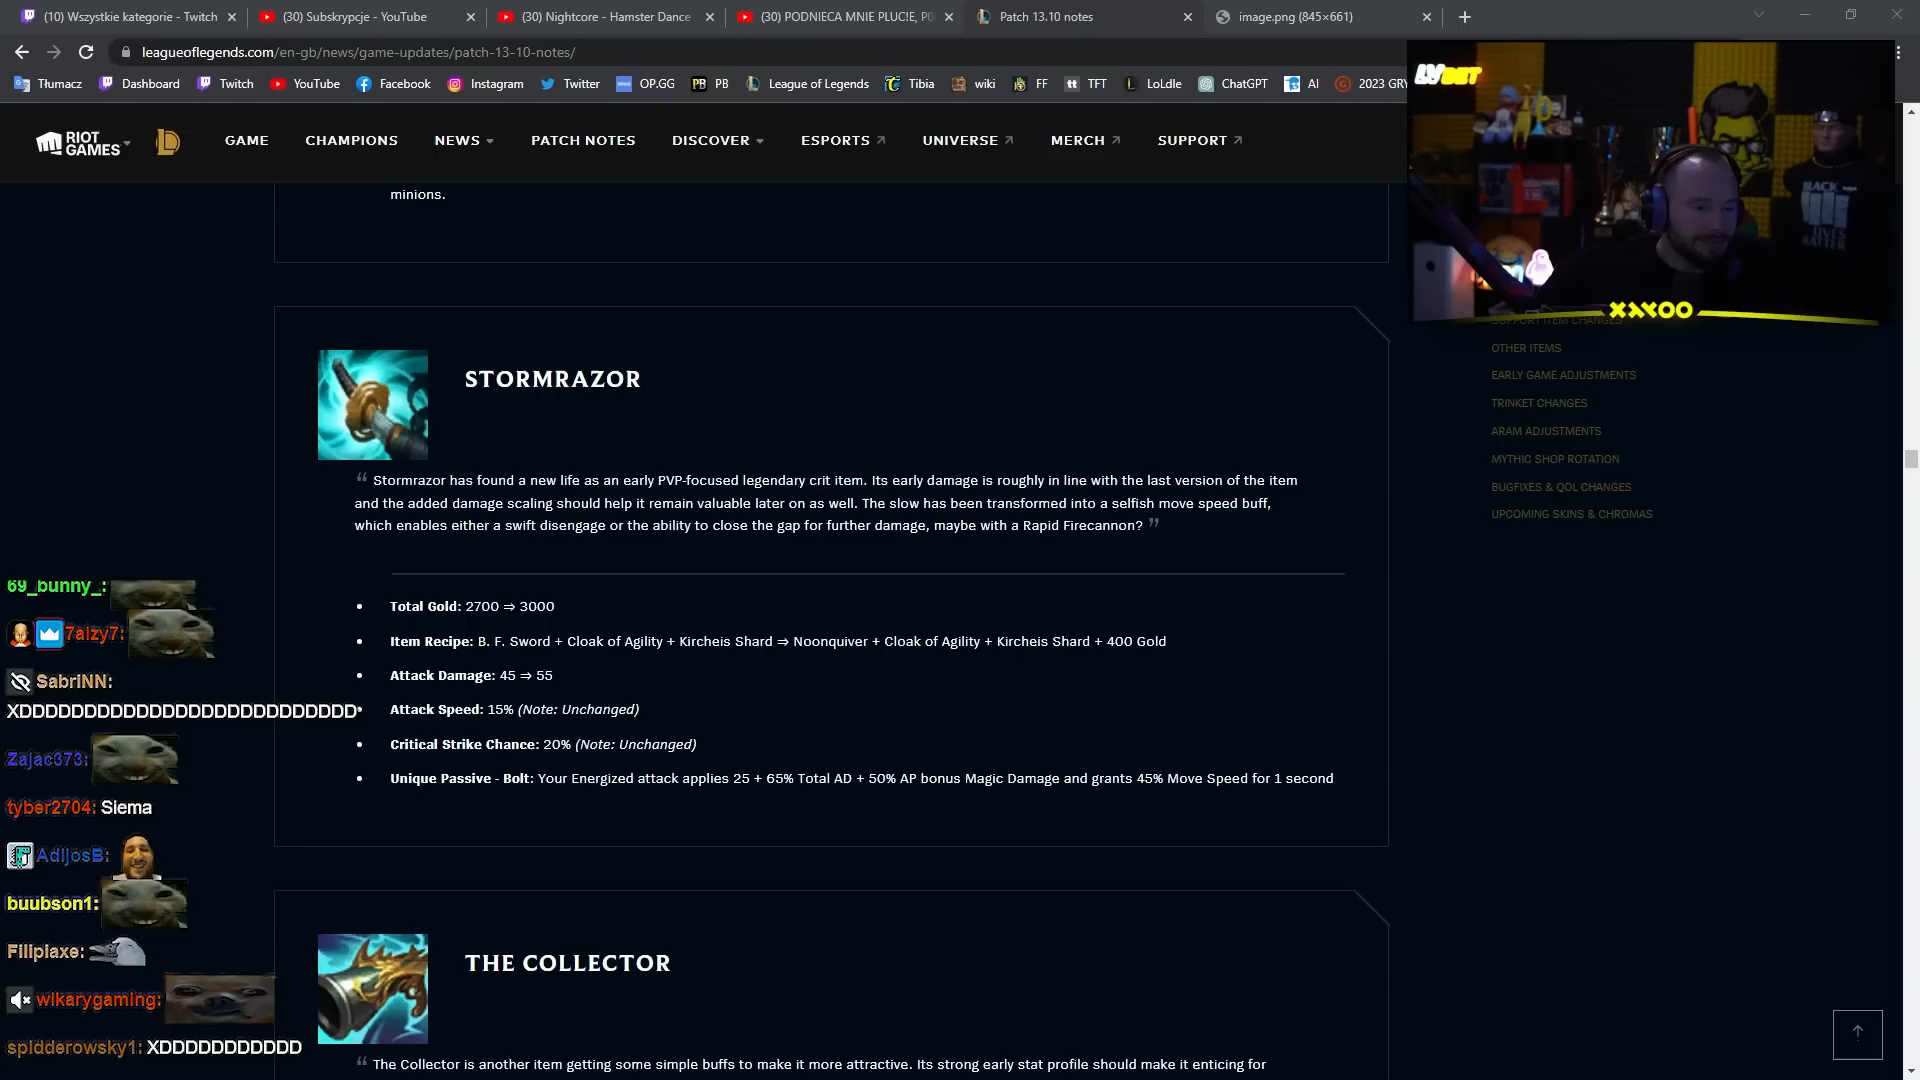 (10) Wszystkie kategorie - Twitch
(30) Subskrypcje - YouTube
(30) Nightcore - Hamster Dance
(30) PODNIECA MNIE PLUC!E, P0
Patch 13.10 notes
image.png (845×661)
leagueoflegends.com/en-gb/news/game-updates/patch-13-10-notes/
Tłumacz
Dashboard
Twitch
YouTube
Facebook
Instagram
Twitter
OP.GG
PB
League of Legends
Tibia
wiki
FF
TFT
LoLdle
ChatGPT
AI
2023 GRY
LVBET
RIOT GAMES
GAME
CHAMPIONS
NEWS
PATCH NOTES
DISCOVER
ESPORTS
UNIVERSE
MERCH
SUPPORT
BLACK
LIVES
MATTER
XAYOO
minions.
SUPPORT ITEM CHANGES
OTHER ITEMS
EARLY GAME ADJUSTMENTS
TRINKET CHANGES
ARAM ADJUSTMENTS
MYTHIC SHOP ROTATION
BUGFIXES & QOL CHANGES
UPCOMING SKINS & CHROMAS
STORMRAZOR
“ Stormrazor has found a new life as an early PVP-focused legendary crit item. Its early damage is roughly in line with the last version of the item
and the added damage scaling should help it remain valuable later on as well. The slow has been transformed into a selfish move speed buff,
which enables either a swift disengage or the ability to close the gap for further damage, maybe with a Rapid Firecannon? ”
• Total Gold: 2700 ⇒ 3000
• Item Recipe: B. F. Sword + Cloak of Agility + Kircheis Shard ⇒ Noonquiver + Cloak of Agility + Kircheis Shard + 400 Gold
• Attack Damage: 45 ⇒ 55
• Attack Speed: 15% (Note: Unchanged)
• Critical Strike Chance: 20% (Note: Unchanged)
• Unique Passive - Bolt: Your Energized attack applies 25 + 65% Total AD + 50% AP bonus Magic Damage and grants 45% Move Speed for 1 second
THE COLLECTOR
“ The Collector is another item getting some simple buffs to make it more attractive. Its strong early stat profile should make it enticing for
69_bunny_:
7aizy7:
SabriNN:
XDDDDDDDDDDDDDDDDDDDDDDDDDD
Zajac373:
tyber2704: Siema
AdijosB:
buubson1:
Filipiaxe:
wikarygaming:
spidderowsky1: XDDDDDDDDDDD